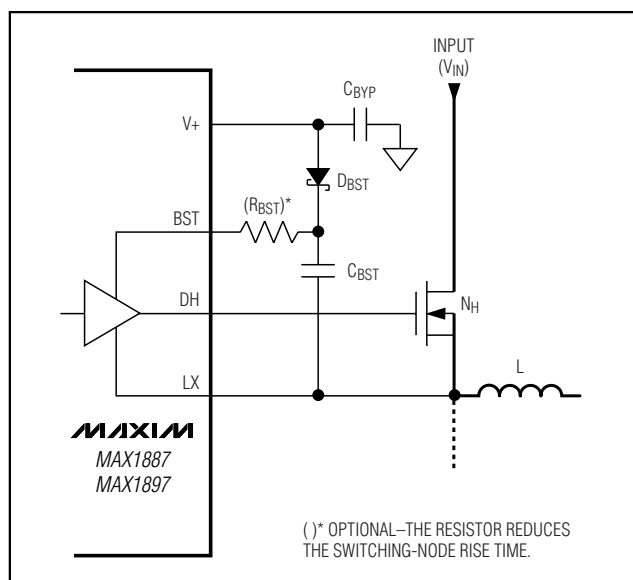 INPUT
(VIN)
CBYP
V+
DBST
(RBST)*
BST
CBST
DH
NH
L
LX
MAXIM
MAX1887
MAX1897
( )* OPTIONAL–THE RESISTOR REDUCES
THE SWITCHING-NODE RISE TIME.